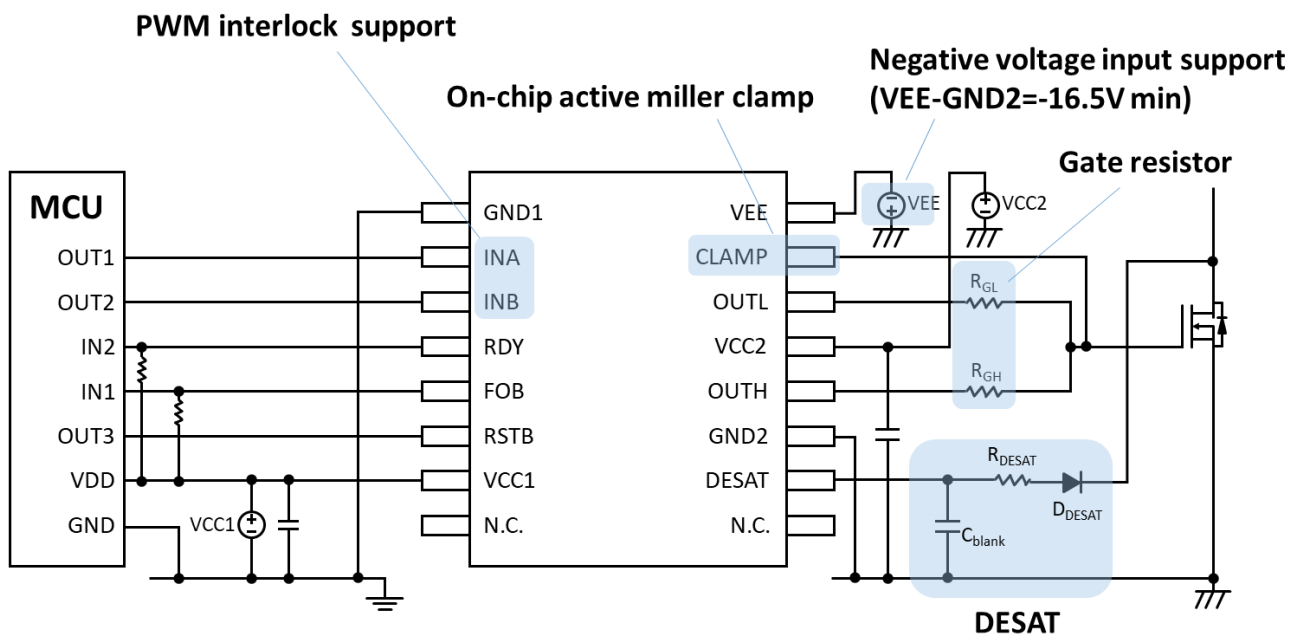 PWM interlock support
On-chip active miller clamp
Negative voltage input support
(VEE-GND2=-16.5V min)
Gate resistor
MCU
OUT1
OUT2
IN2
IN1
OUT3
VDD
GND
VCC1
GND1
INA
INB
RDY
FOB
RSTB
VCC1
N.C.
VEE
CLAMP
OUTL
VCC2
OUTH
GND2
DESAT
N.C.
VEE
VCC2
RGL
RGH
RDESAT
DDESAT
Cblank
DESAT